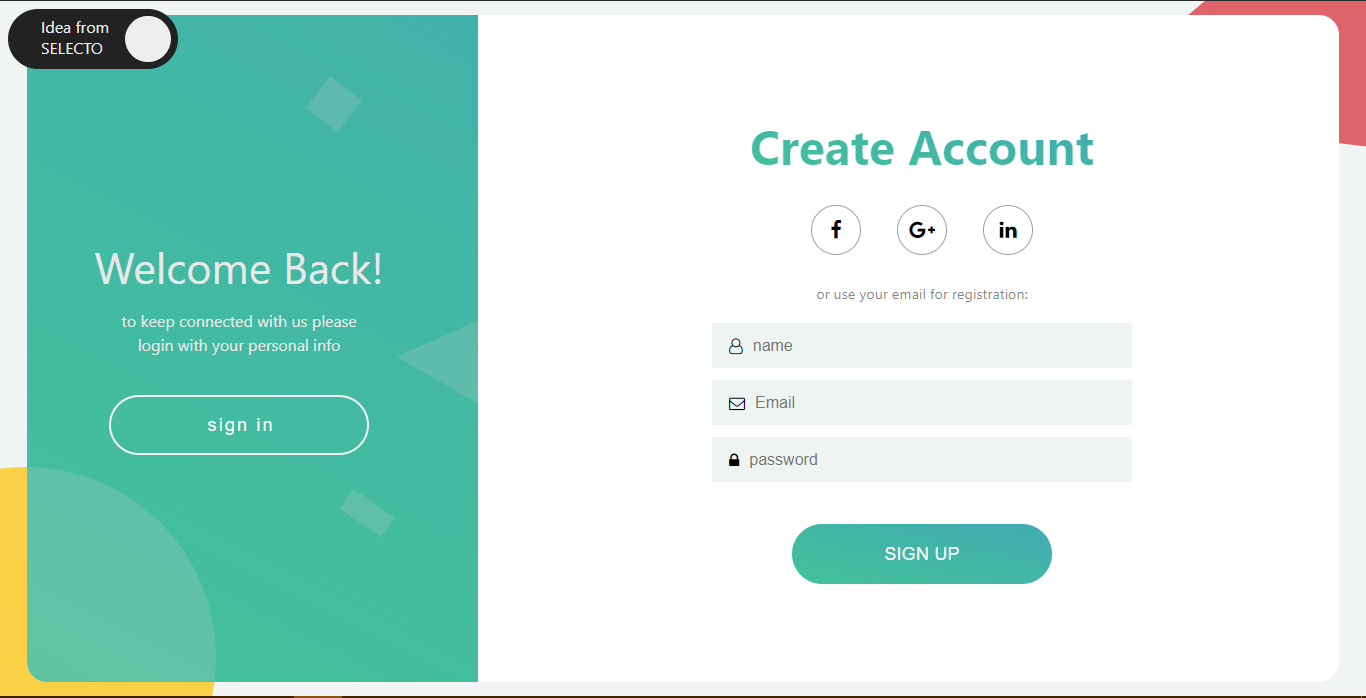 Idea from
SELECTO
Welcome Back!
to keep connected with us please
login with your personal info
sign in
Create Account
f
G+
in
or use your email for registration:
name
Email
password
SIGN UP